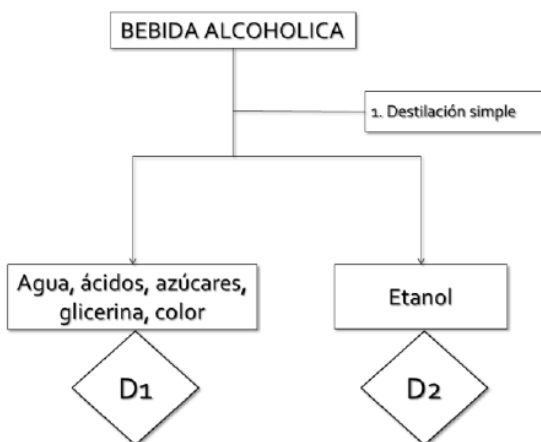 BEBIDA ALCOHOLICA
1. Destilación simple
Agua, ácidos, azúcares,
glicerina, color
Etanol
D1
D2